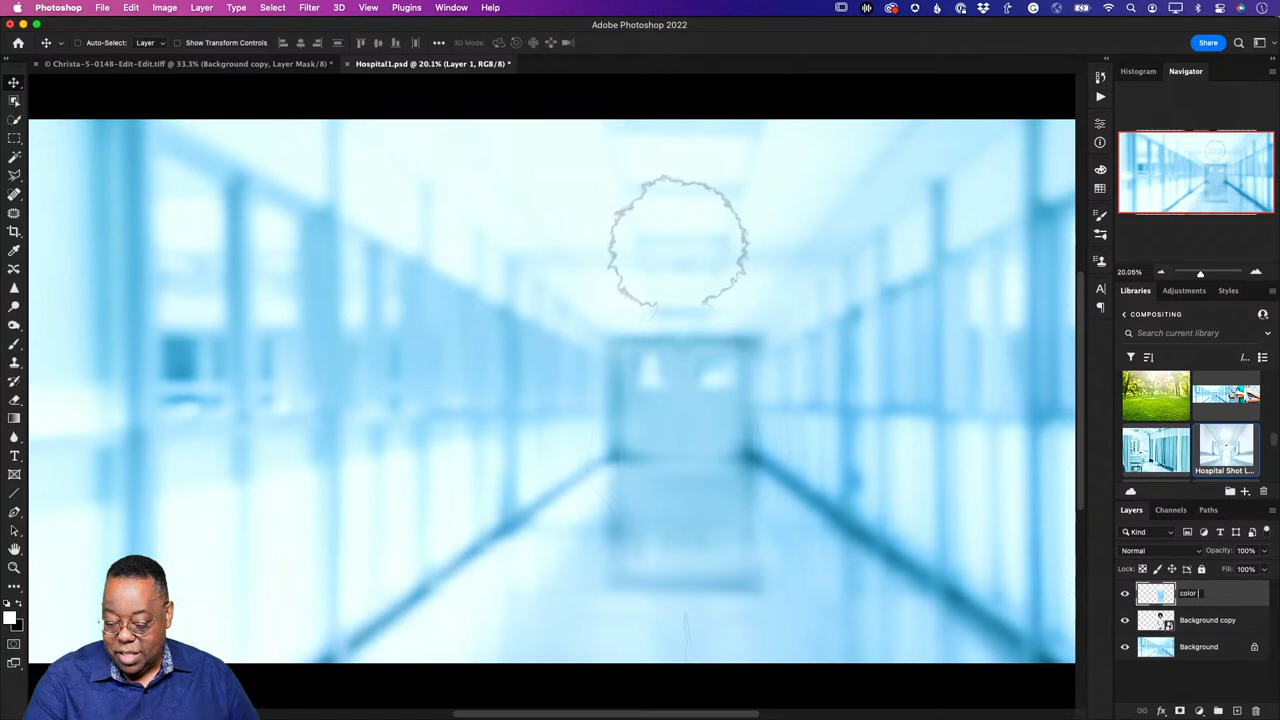 Photoshop File Edit Image Layer Type Select Filter 3D View Plugins Window Help
Adobe Photoshop 2022
Auto-Select: Layer Show Transform Controls 3D Mode: Share
© Christa-5-0148-Edit-Edit.tiff @ 33.3% (Background copy, Layer Mask/8) *
Hospital1.psd @ 20.1% (Layer 1, RGB/8) *
Histogram Navigator
20.05%
Libraries Adjustments Styles
COMPOSITING
Search current library
Hospital Shot L...
Layers Channels Paths
Kind
Normal Opacity: 100%
Lock: Fill: 100%
color
Background copy
Background